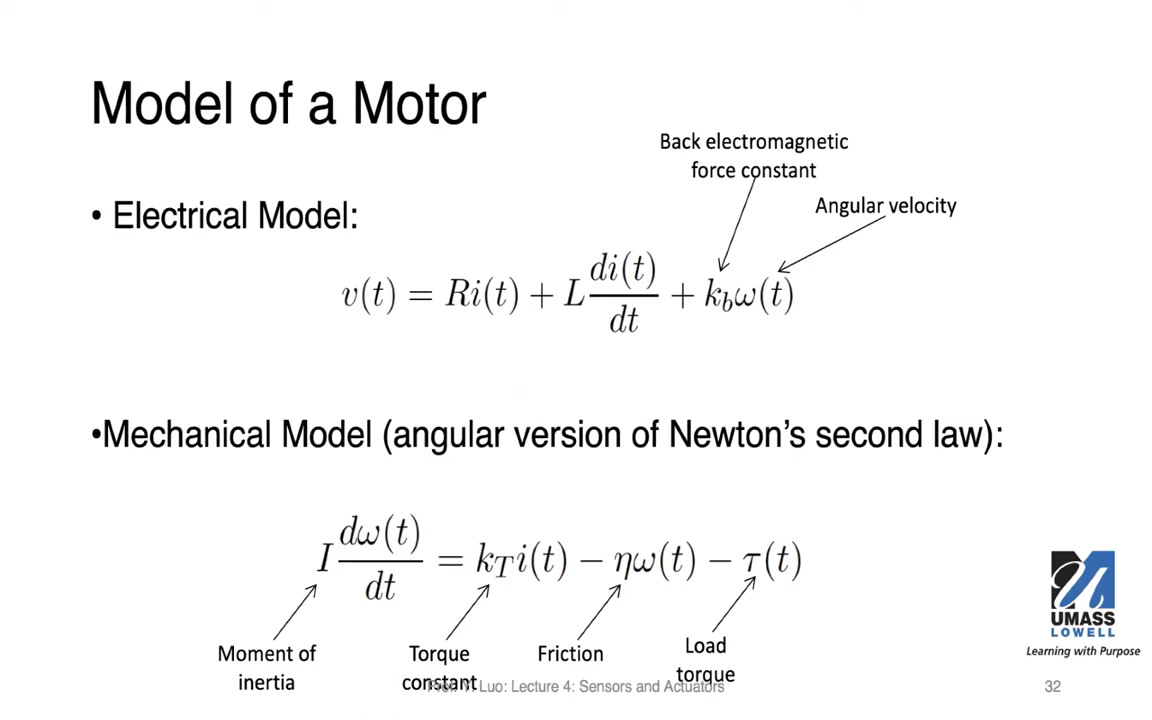 Model of a Motor
Back electromagnetic
force constant
Angular velocity
• Electrical Model:
v(t) = Ri(t) + L di(t)/dt + k_b ω(t)
•Mechanical Model (angular version of Newton's second law):
I dω(t)/dt = k_T i(t) − ηω(t) − τ(t)
Moment of
inertia
Torque
constant
Friction
Load
torque
Luo: Lecture 4: Sensors and Actuators
UMASS
LOWELL
Learning with Purpose
32